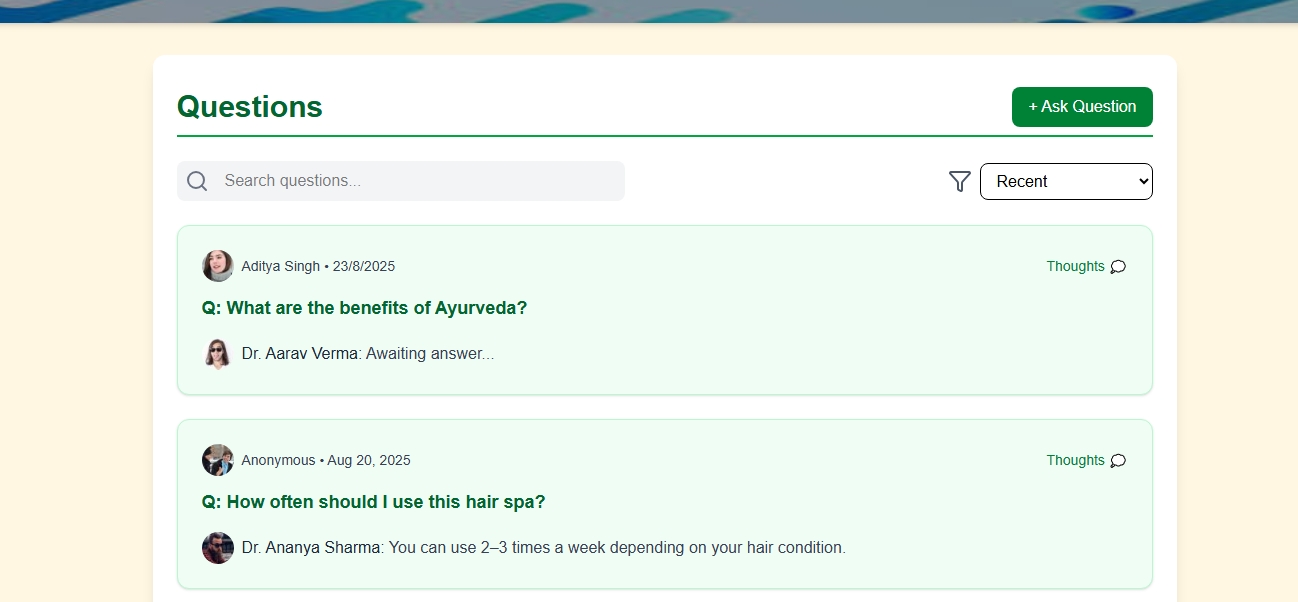 Questions
+ Ask Question
Search questions...
Recent
Aditya Singh • 23/8/2025
Thoughts
Q: What are the benefits of Ayurveda?
Dr. Aarav Verma: Awaiting answer...
Anonymous • Aug 20, 2025
Thoughts
Q: How often should I use this hair spa?
Dr. Ananya Sharma: You can use 2–3 times a week depending on your hair condition.